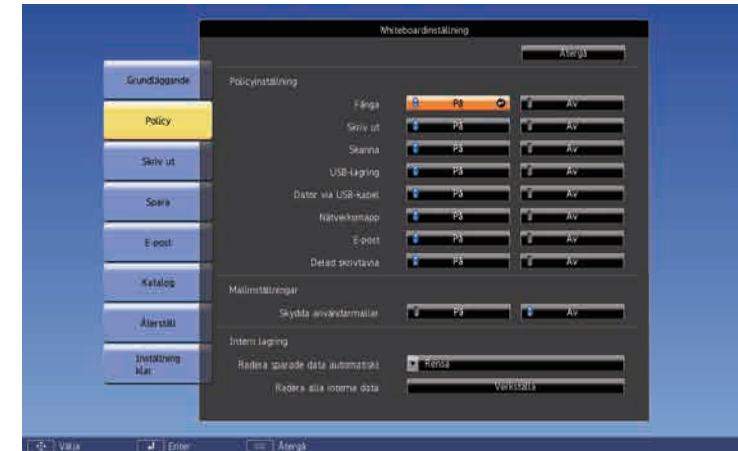 Whiteboardinställning
Återgå
Grundläggande
Policy
Skriv ut
Spara
E-post
Katalog
Återställ
Inställning
klar
Policyinställning
Fånga På Av
Skriv ut På Av
Skanna På Av
USB-lagring På Av
Dator via USB-kabel På Av
Nätverksmapp På Av
E-post På Av
Delad skrivtavla På Av
Mallinställningar
Skydda användarmallar På Av
Intern lagring
Radera sparade data automatiskt Rensa
Radera alla interna data Verkställa
Välja Enter Återgå